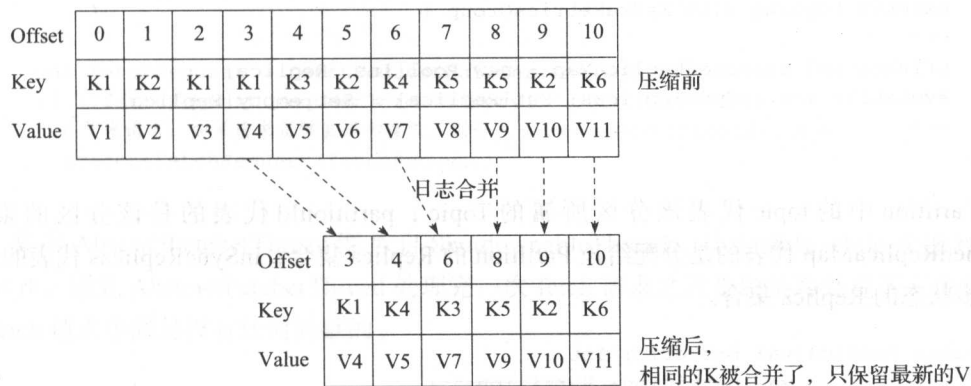 Offset 0 1 2 3 4 5 6 7 8 9 10
Key K1 K2 K1 K1 K3 K2 K4 K5 K5 K2 K6 压缩前
Value V1 V2 V3 V4 V5 V6 V7 V8 V9 V10 V11
日志合并
Offset 3 4 6 8 9 10
Key K1 K4 K3 K5 K2 K6
Value V4 V5 V7 V9 V10 V11
压缩后，
相同的K被合并了，只保留最新的V